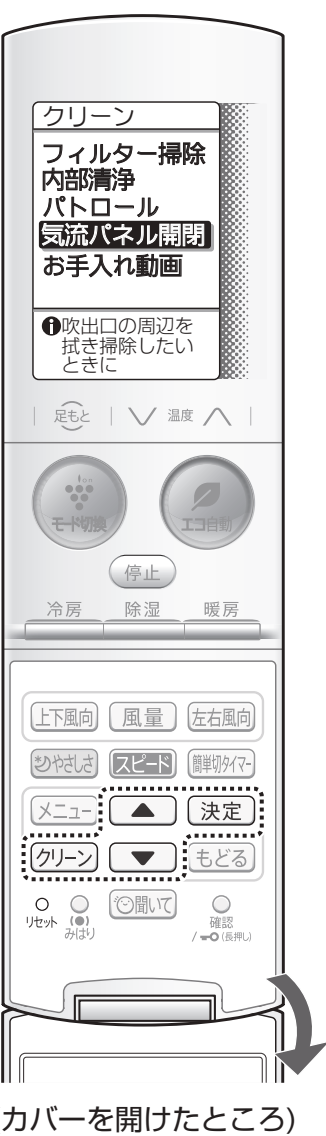 クリーン
フィルター掃除
内部清浄
パトロール
気流パネル開閉
お手入れ動画
吹出口の周辺を
拭き掃除したい
ときに
足もと 温度
Ion
モード切換 エコ自動
停止
冷房 除湿 暖房
上下風向 風量 左右風向
やさしさ スピード 簡単切タイマー
メニュー ▲ 決定
クリーン ▼ もどる
リセット みはり 聞いて 確認
/ (長押し)
カバーを開けたところ)